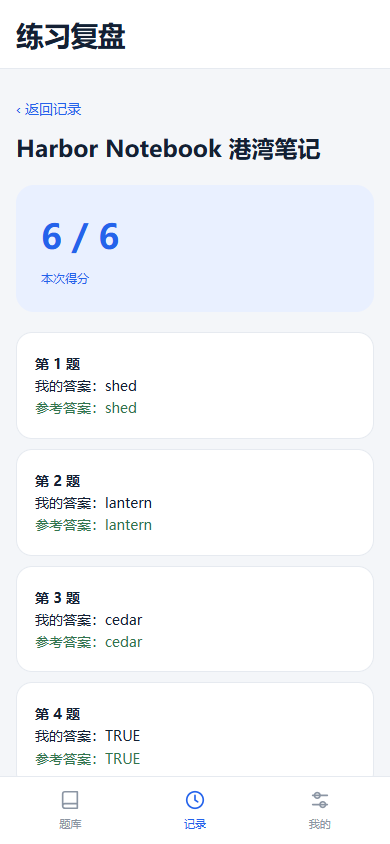 练习复盘
‹ 返回记录
Harbor Notebook 港湾笔记
6 / 6
本次得分
第 1 题
我的答案：shed
参考答案：shed
第 2 题
我的答案：lantern
参考答案：lantern
第 3 题
我的答案：cedar
参考答案：cedar
第 4 题
我的答案：TRUE
参考答案：TRUE
题库
记录
我的